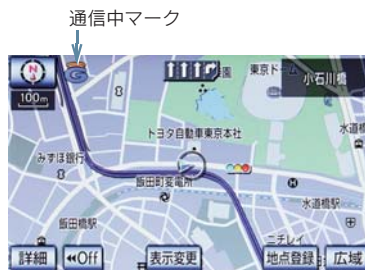 通信中マーク
N
G
100m
園
東京ドーム
小石川橋
トヨタ自動車東京本社
水道橋
みずほ銀行
飯田町変電所
水道橋駅
飯田橋駅
ニチレイ
詳細
◀◀Off
表示変更
地点登録
広域